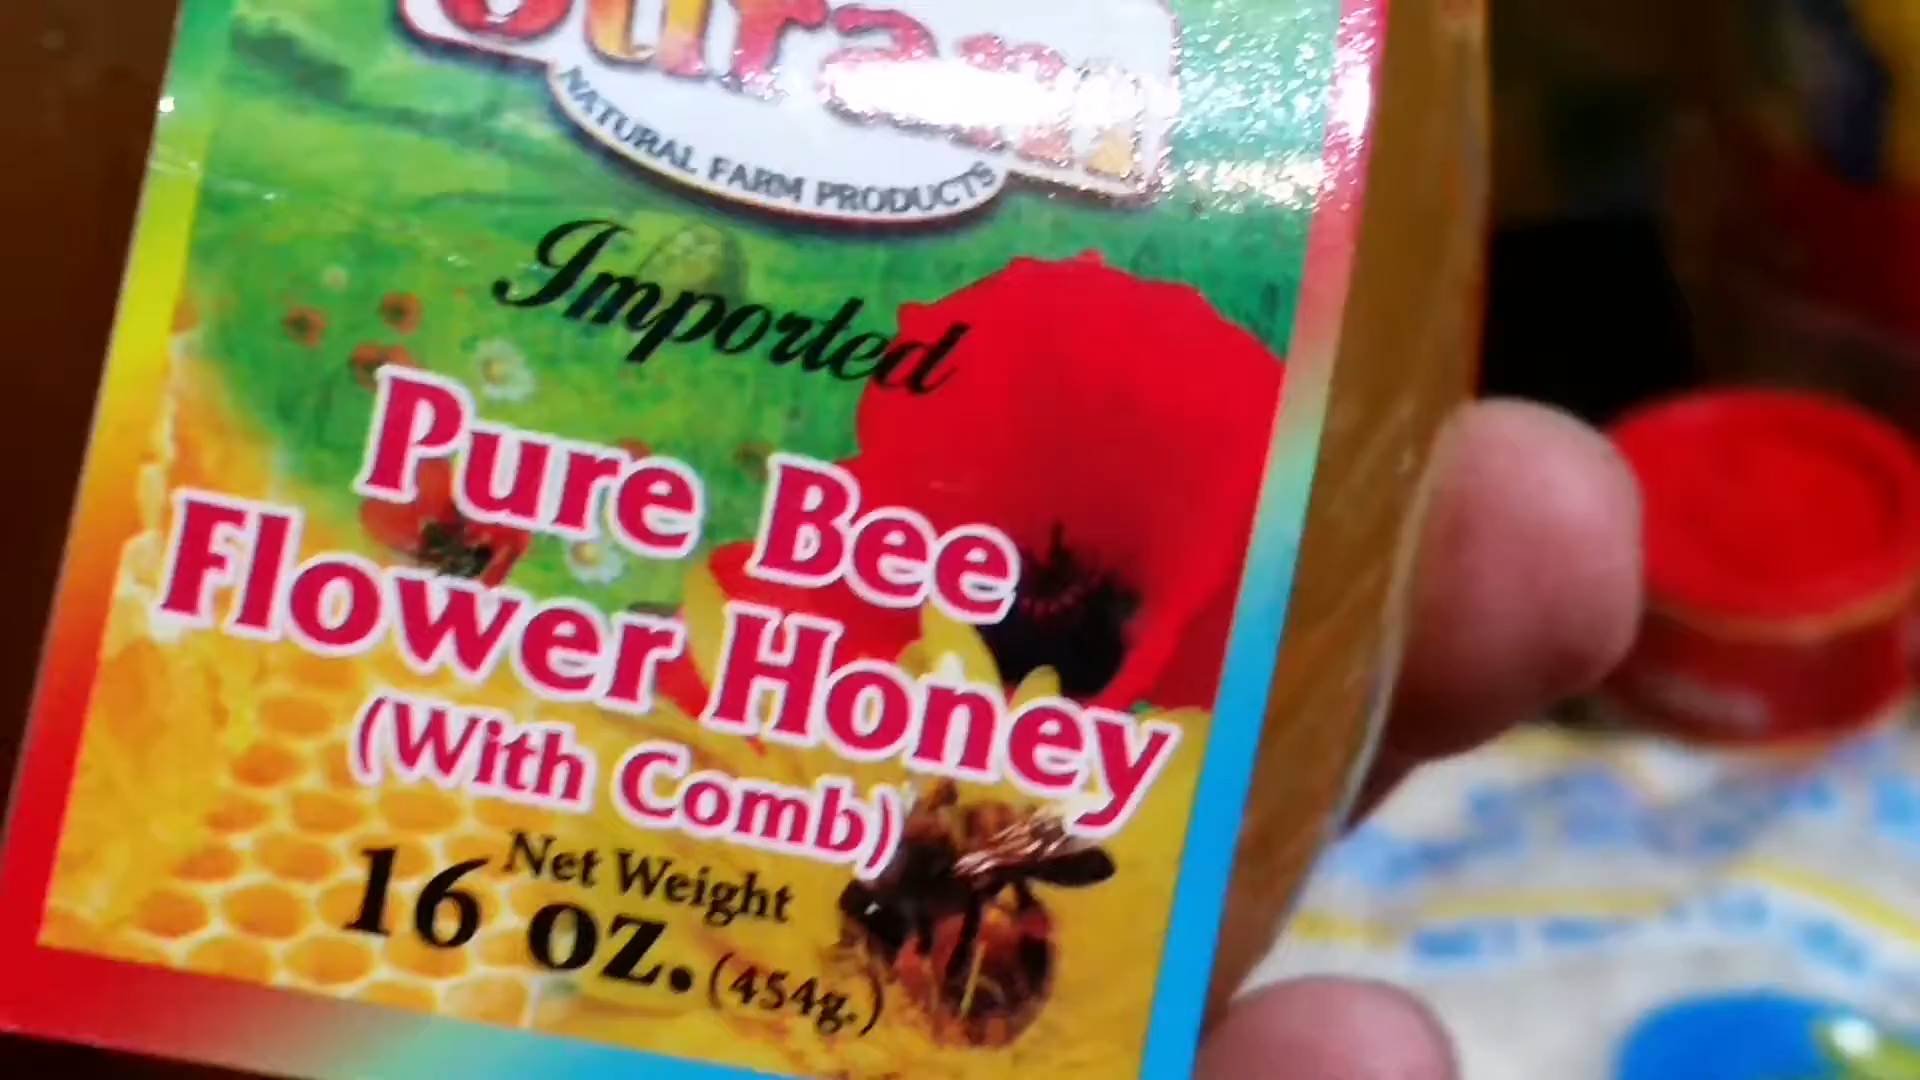 NATURAL FARM PRODUCTS
Imported
Pure Bee
Flower Honey
(With Comb)
Net Weight
16 oz. (454g.)